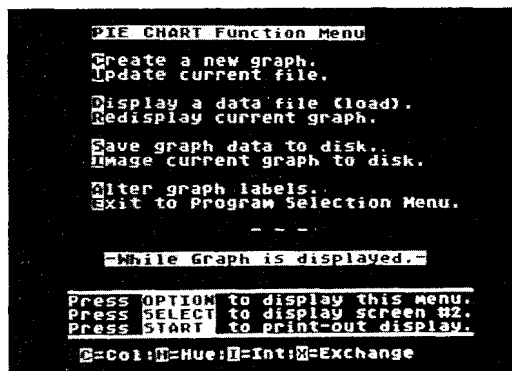 PIE CHART Function Menu
Create a new graph.
Update current file.
Display a data file (load).
Redisplay current graph.
Save graph data to disk..
Image current graph to disk.
Alter graph labels.
Exit to Program Selection Menu.
- ~ -
-While Graph is displayed.-
Press OPTION to display this menu.
Press SELECT to display screen #2.
Press START to print-out display.
C=Col:H=Hue:I=Int:X=Exchange